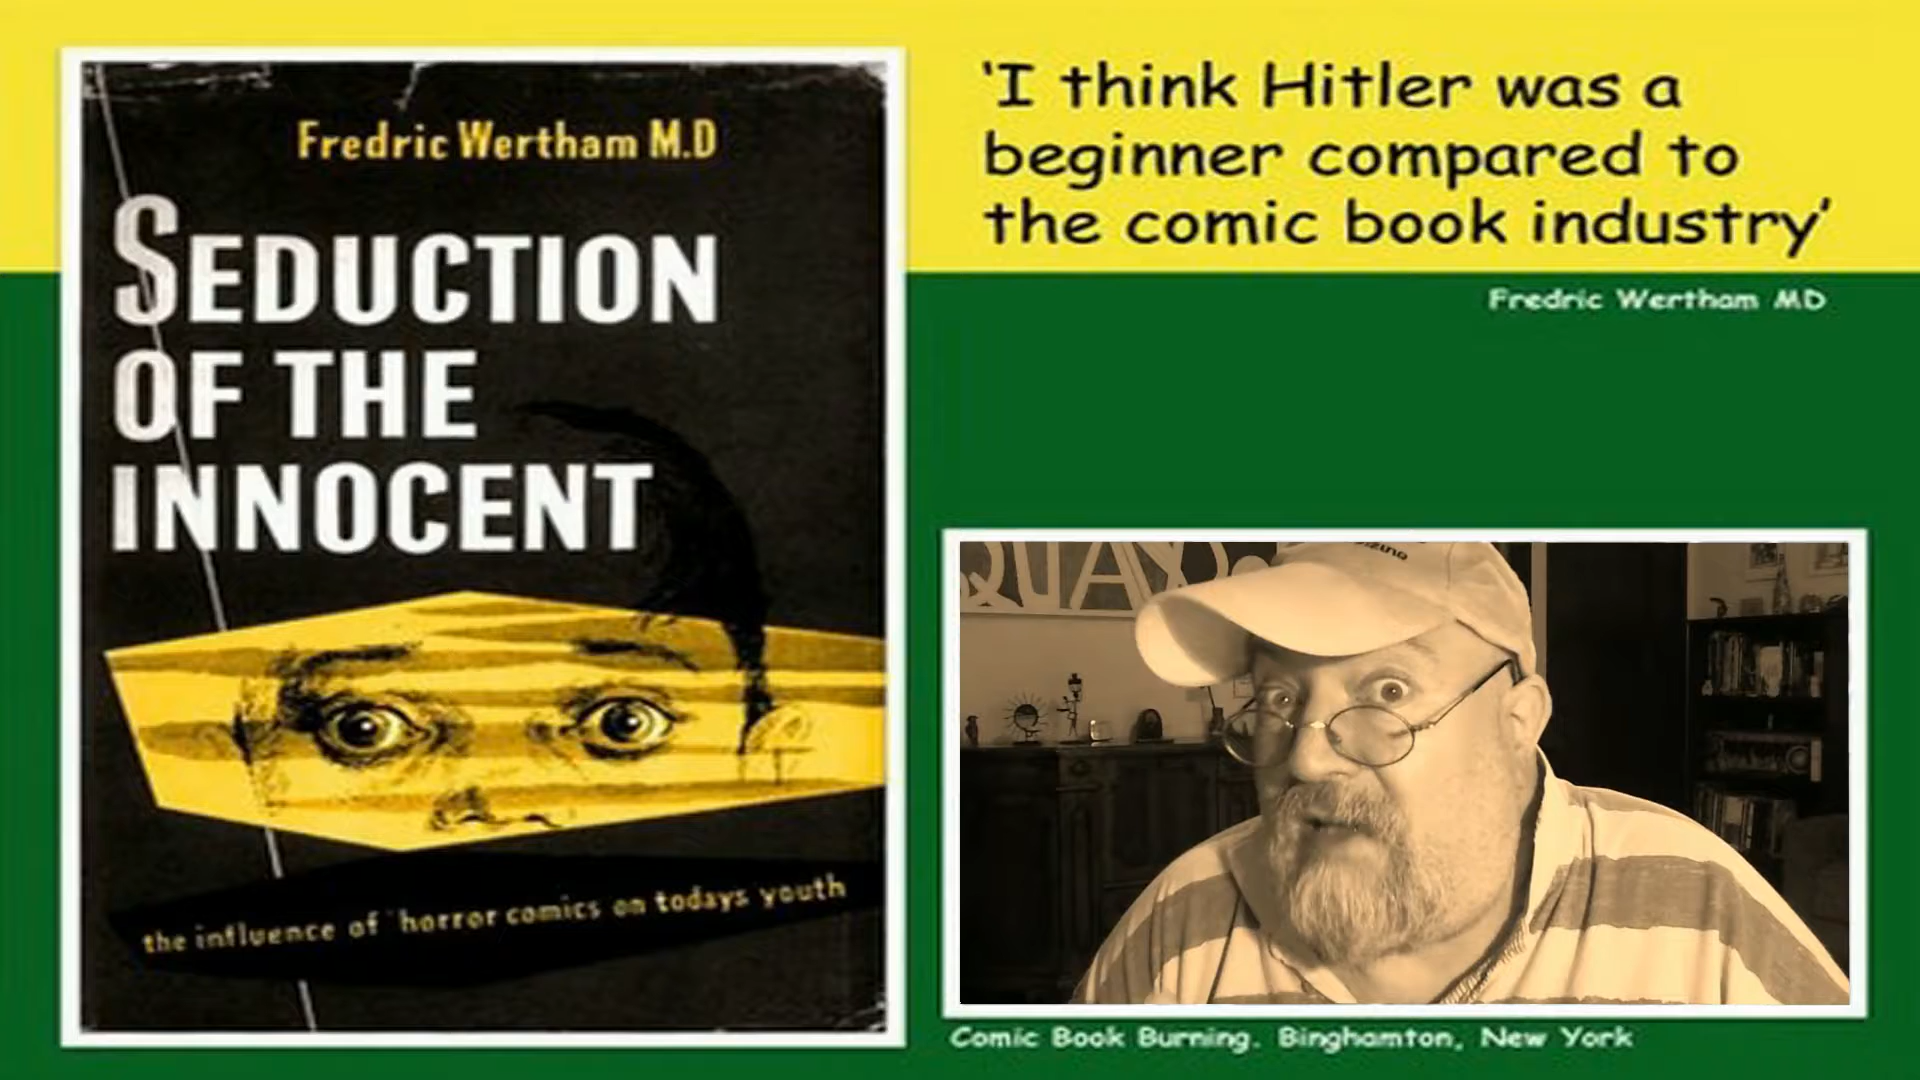 Fredric Wertham M.D
SEDUCTION
OF THE
INNOCENT
the influence of horror comics on todays youth
'I think Hitler was a
beginner compared to
the comic book industry'
Fredric Wertham MD
QUAX
Comic Book Burning. Binghamton, New York